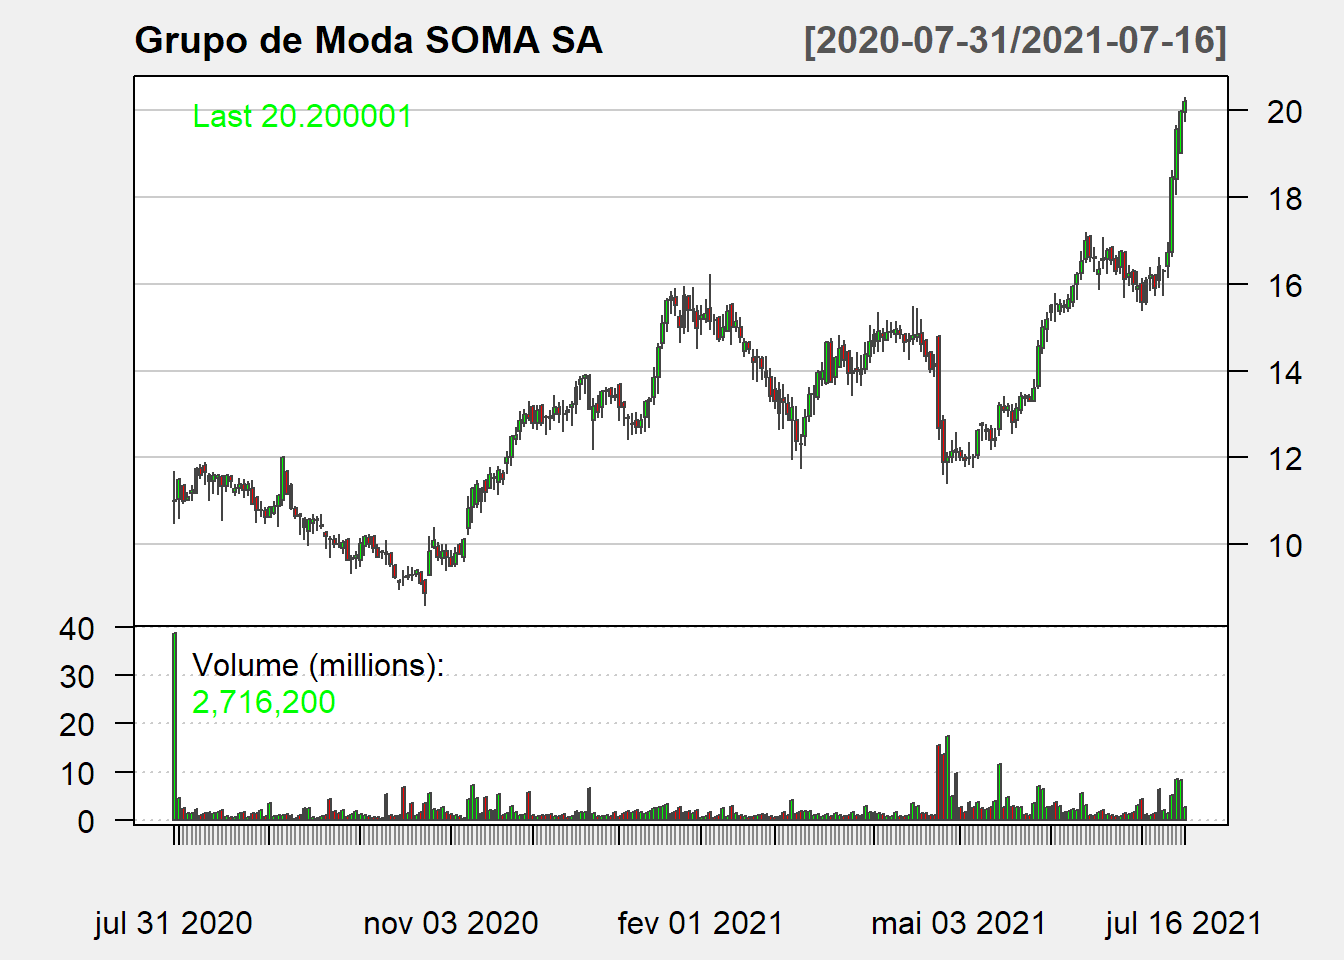 Grupo de Moda SOMA SA
[2020-07-31/2021-07-16]
Last 20.200001
20
18
16
14
12
10
40
30
20
10
0
Volume (millions):
2,716,200
jul 31 2020
nov 03 2020
fev 01 2021
mai 03 2021
jul 16 2021